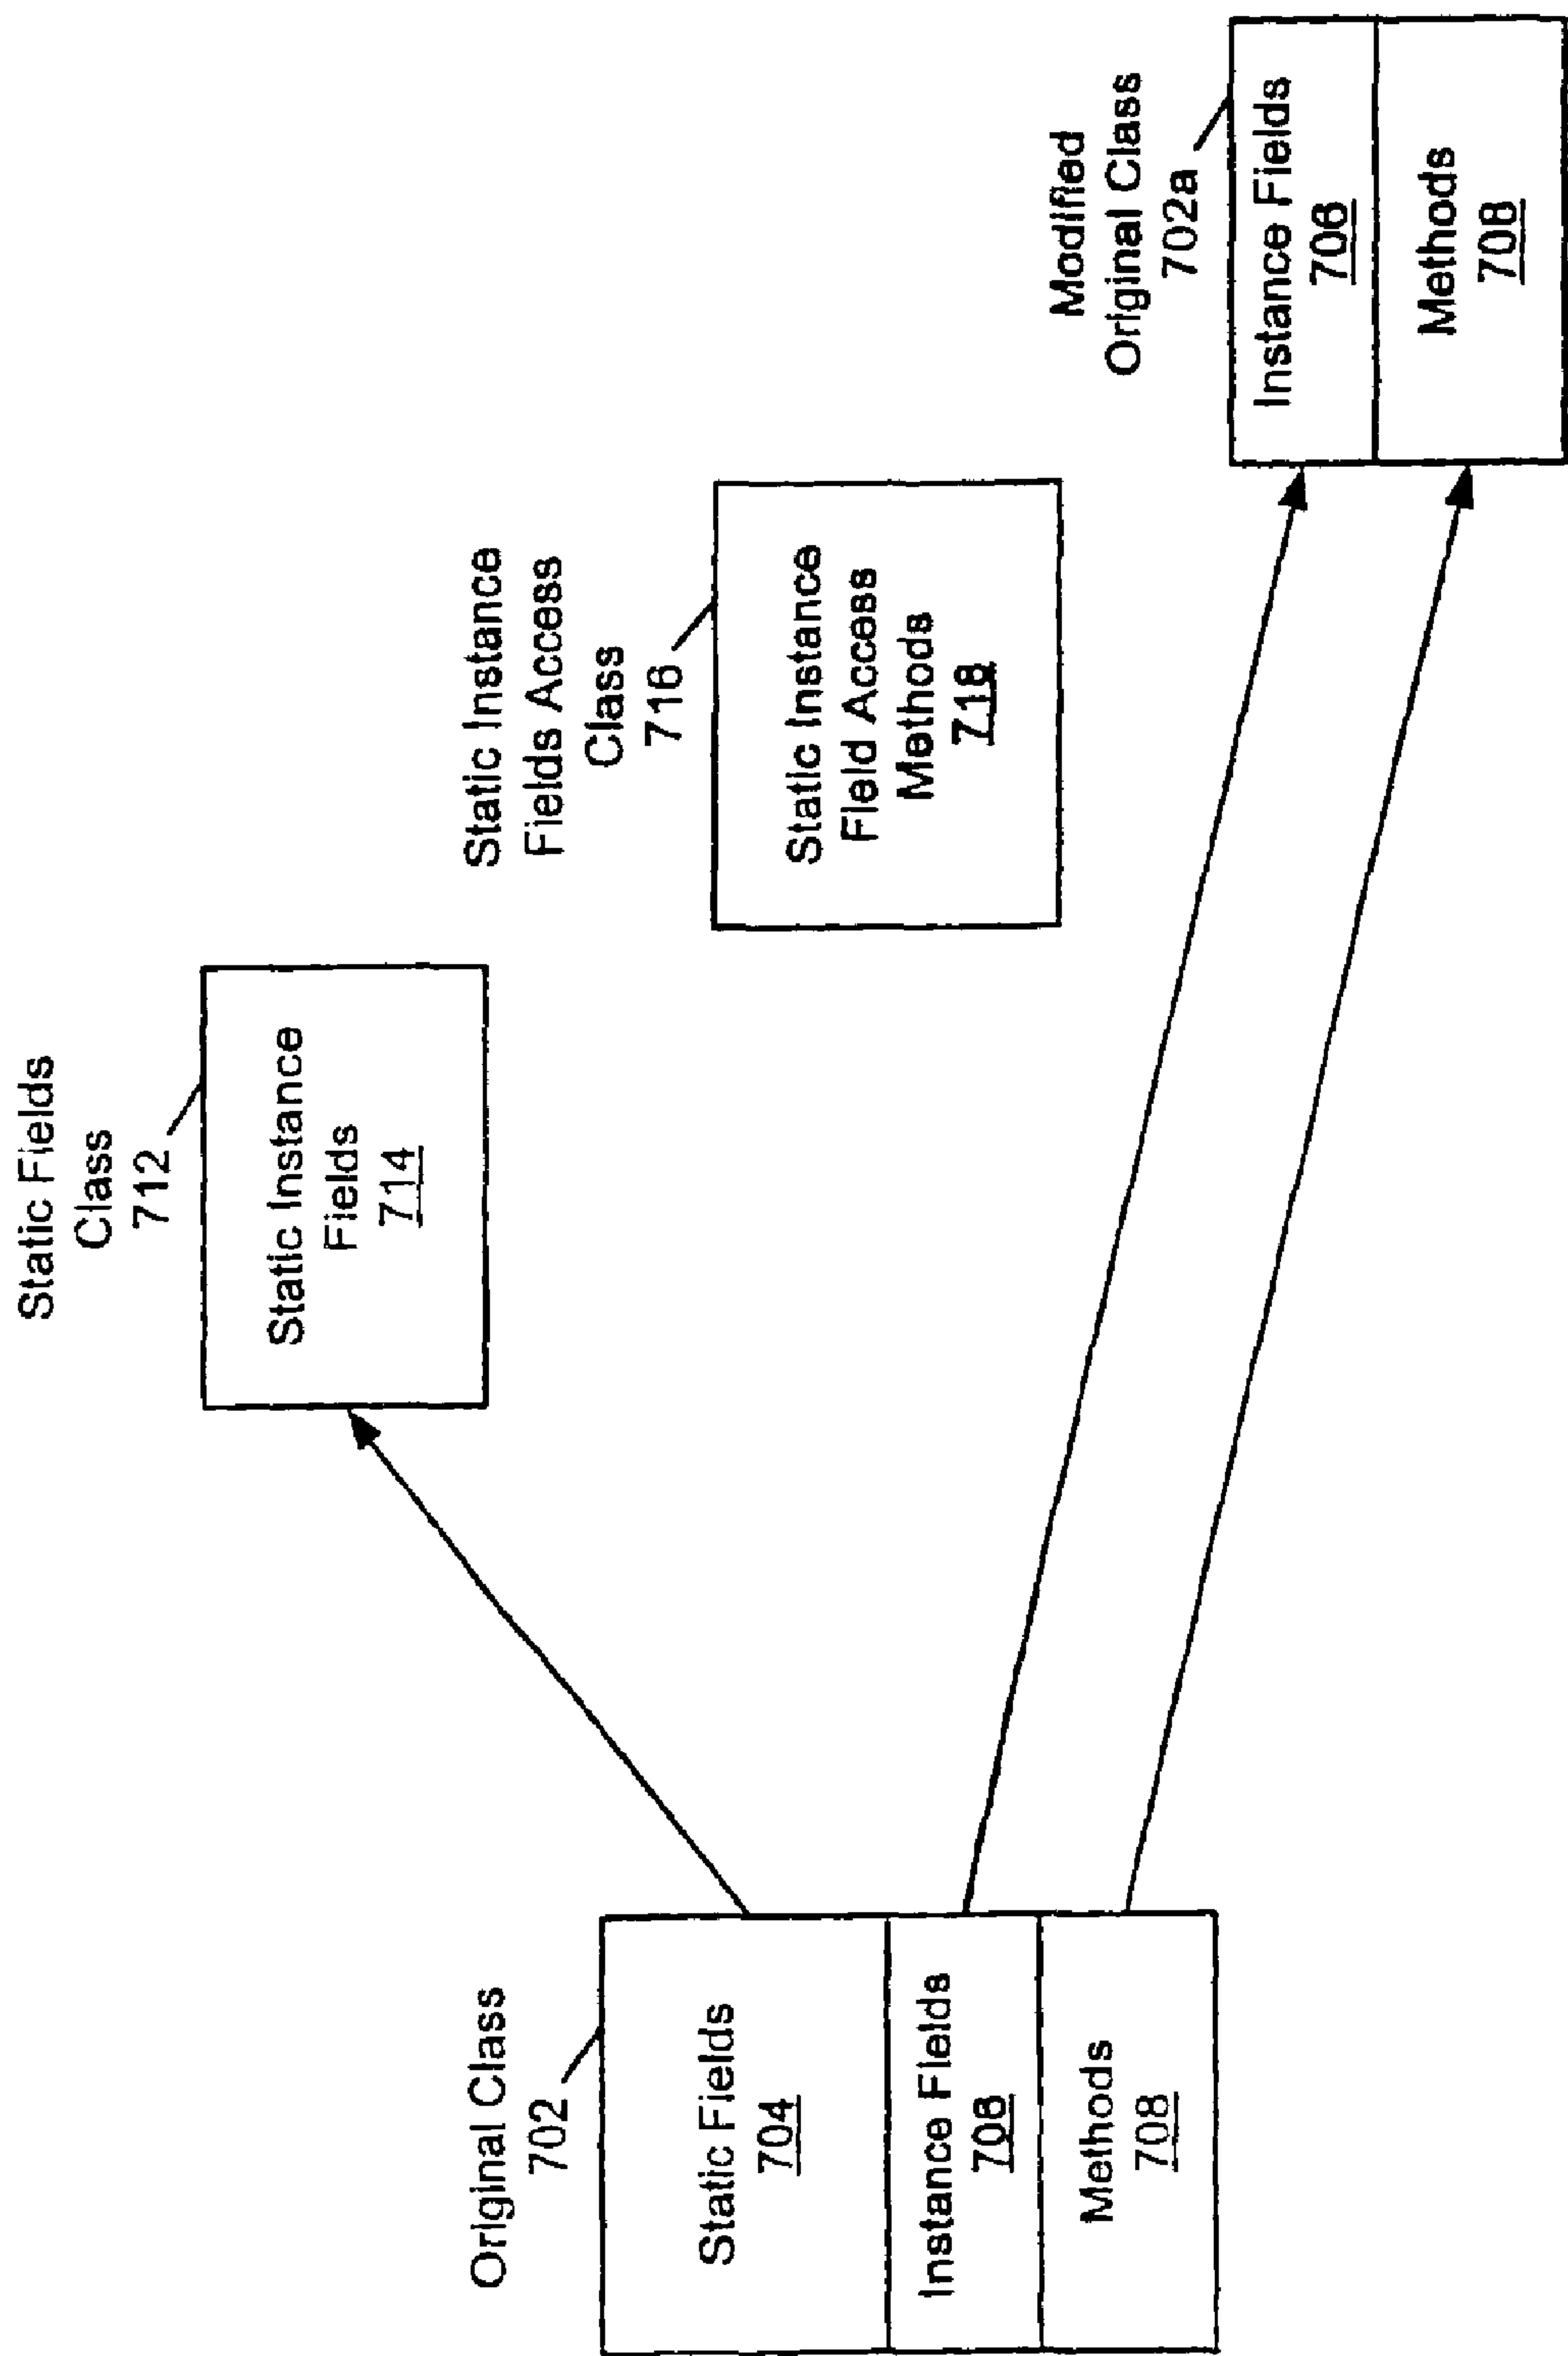 Original Class
702
Static Fields
704
Instance Fields
706
Methods
708
Static Fields
Class
712
Static Instance
Fields
714
Static Instance
Fields Access
Class
716
Static Instance
Field Access
Methods
718
Modified
Original Class
702a
Instance Fields
706
Methods
708